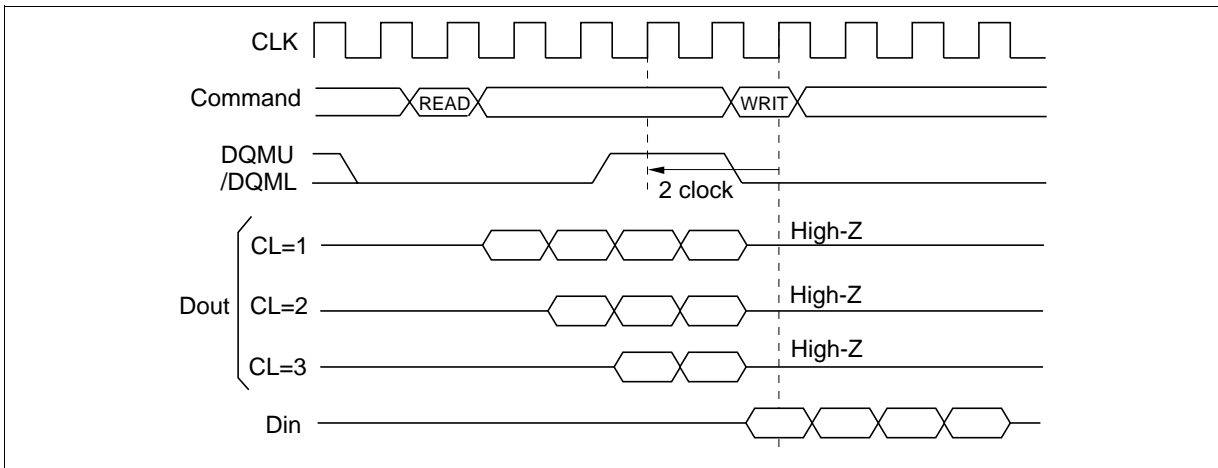 CLK
Command READ WRIT
DQMU
/DQML
2 clock
CL=1 High-Z
Dout CL=2 High-Z
CL=3 High-Z
Din